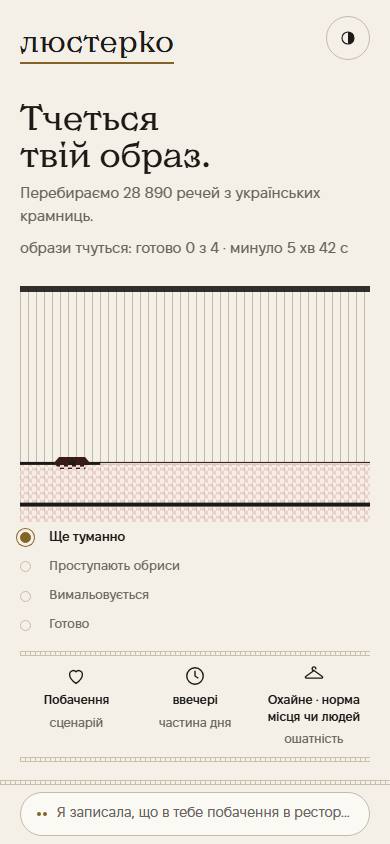 люстерко
Тчеться
твій образ.
Перебираємо 28 890 речей з українських
крамниць.
образи тчуться: готово 0 з 4 · минуло 5 хв 42 с
Ще туманно
Проступають обриси
Вимальовується
Готово
Побачення
сценарій
ввечері
частина дня
Охайне · норма
місця чи людей
ошатність
Я записала, що в тебе побачення в рестор...